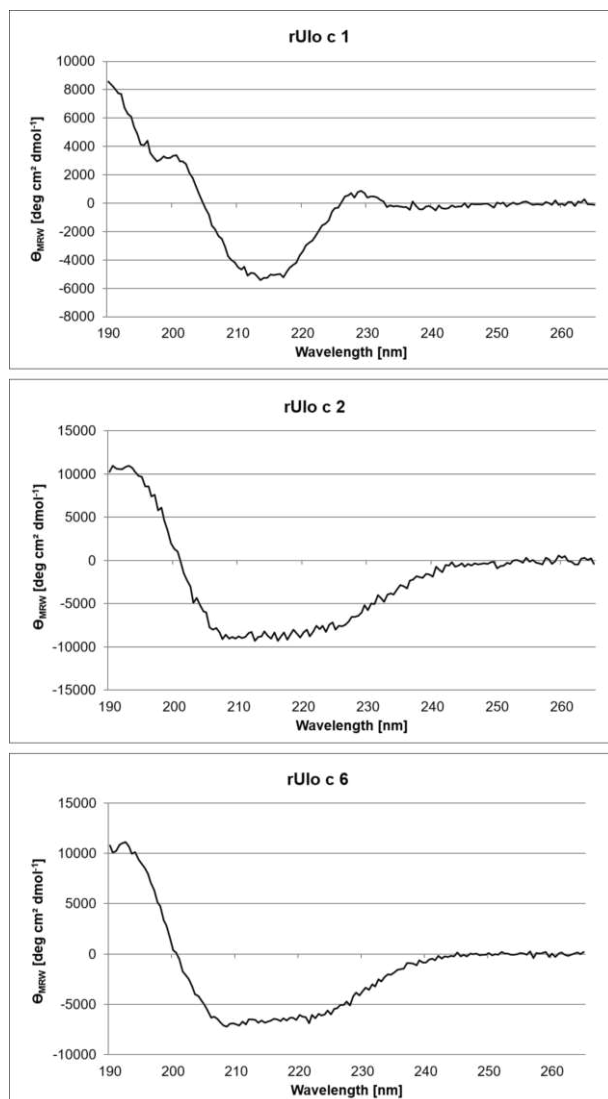 rUlo c 1
10000
8000
6000
4000
2000
0
-2000
-4000
-6000
-8000
ΘMRW [deg cm² dmol⁻¹]
190 200 210 220 230 240 250 260
Wavelength [nm]
rUlo c 2
15000
10000
5000
0
-5000
-10000
-15000
ΘMRW [deg cm² dmol⁻¹]
190 200 210 220 230 240 250 260
Wavelength [nm]
rUlo c 6
15000
10000
5000
0
-5000
-10000
ΘMRW [deg cm² dmol⁻¹]
190 200 210 220 230 240 250 260
Wavelength [nm]